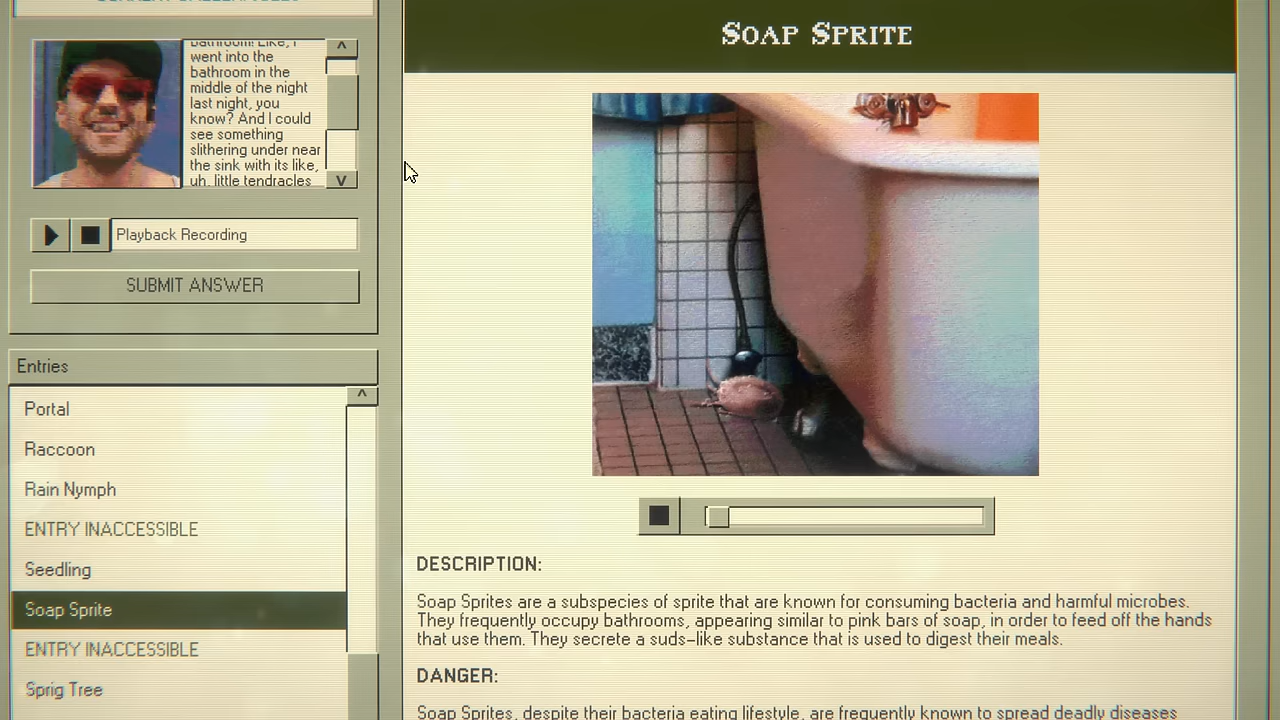 SOAP SPRITE
bathroom! Like, I
went into the
bathroom in the
middle of the night
last night, you
know? And I could
see something
slithering under near
the sink with its like,
uh, little tendracles
Playback Recording
SUBMIT ANSWER
Entries
Portal
Raccoon
Rain Nymph
ENTRY INACCESSIBLE
Seedling
Soap Sprite
ENTRY INACCESSIBLE
Sprig Tree
DESCRIPTION:
Soap Sprites are a subspecies of sprite that are known for consuming bacteria and harmful microbes.
They frequently occupy bathrooms, appearing similar to pink bars of soap, in order to feed off the hands
that use them. They secrete a suds-like substance that is used to digest their meals.
DANGER:
Soap Sprites, despite their bacteria eating lifestyle, are frequently known to spread deadly diseases